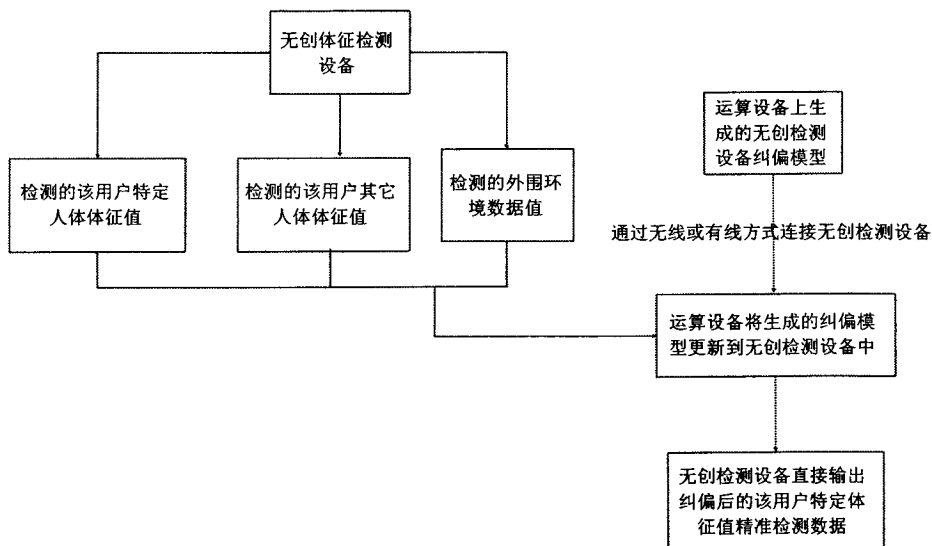 无创体征检测
设备
检测的该用户特定
人体体征值
检测的该用户其它
人体体征值
检测的外围环
境数据值
运算设备上生
成的无创检测
设备纠偏模型
通过无线或有线方式连接无创检测设备
运算设备将生成的纠偏模
型更新到无创检测设备中
无创检测设备直接输出
纠偏后的该用户特定体
征值精准检测数据